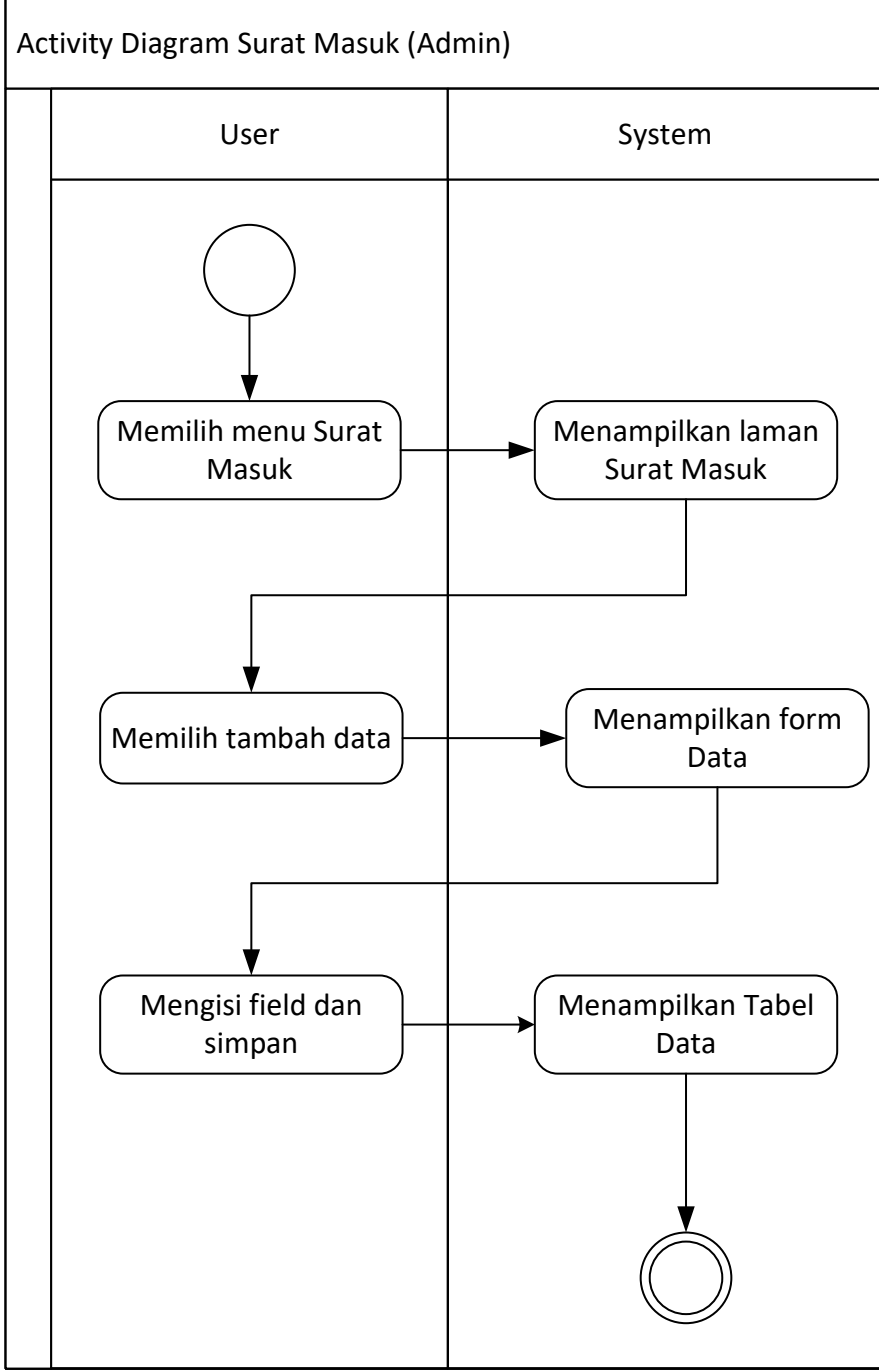 Activity Diagram Surat Masuk (Admin)
User
System
Memilih menu Surat
Masuk
Menampilkan laman
Surat Masuk
Memilih tambah data
Menampilkan form
Data
Mengisi field dan
simpan
Menampilkan Tabel
Data